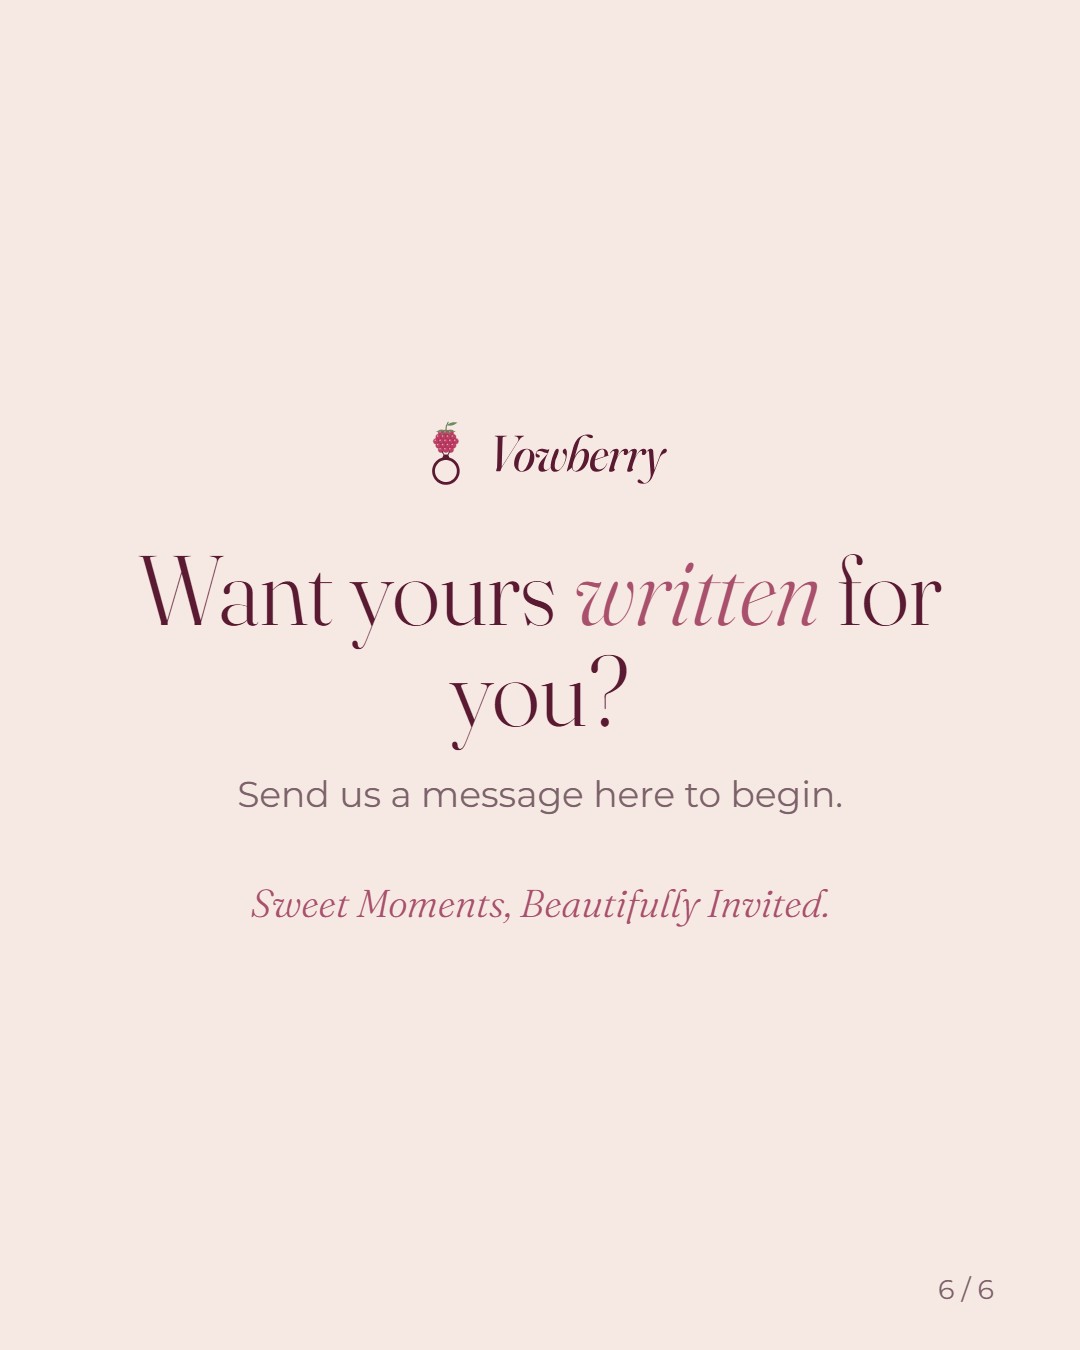 Vowberry
Want yours written for
you?
Send us a message here to begin.
Sweet Moments, Beautifully Invited.
6 / 6